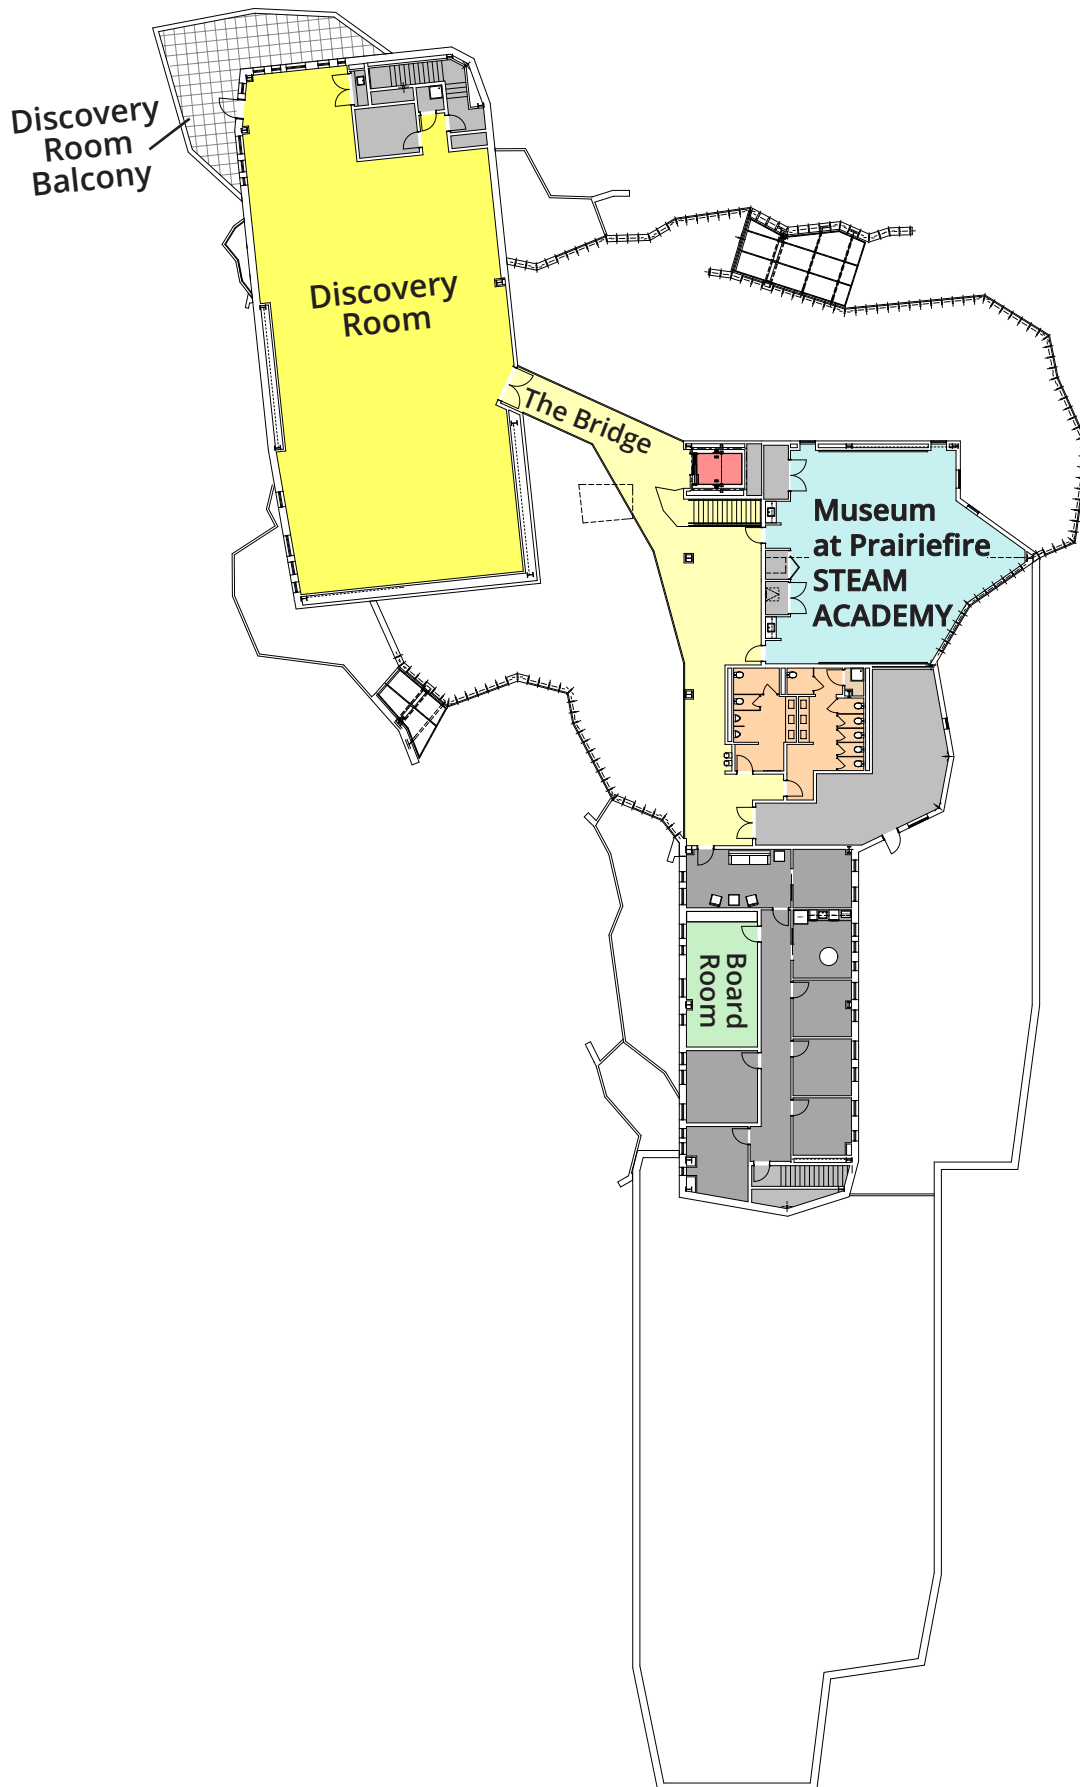 Discovery
Room
Balcony
Discovery
Room
The Bridge
Museum
at Prairiefire
STEAM
ACADEMY
Board
Room